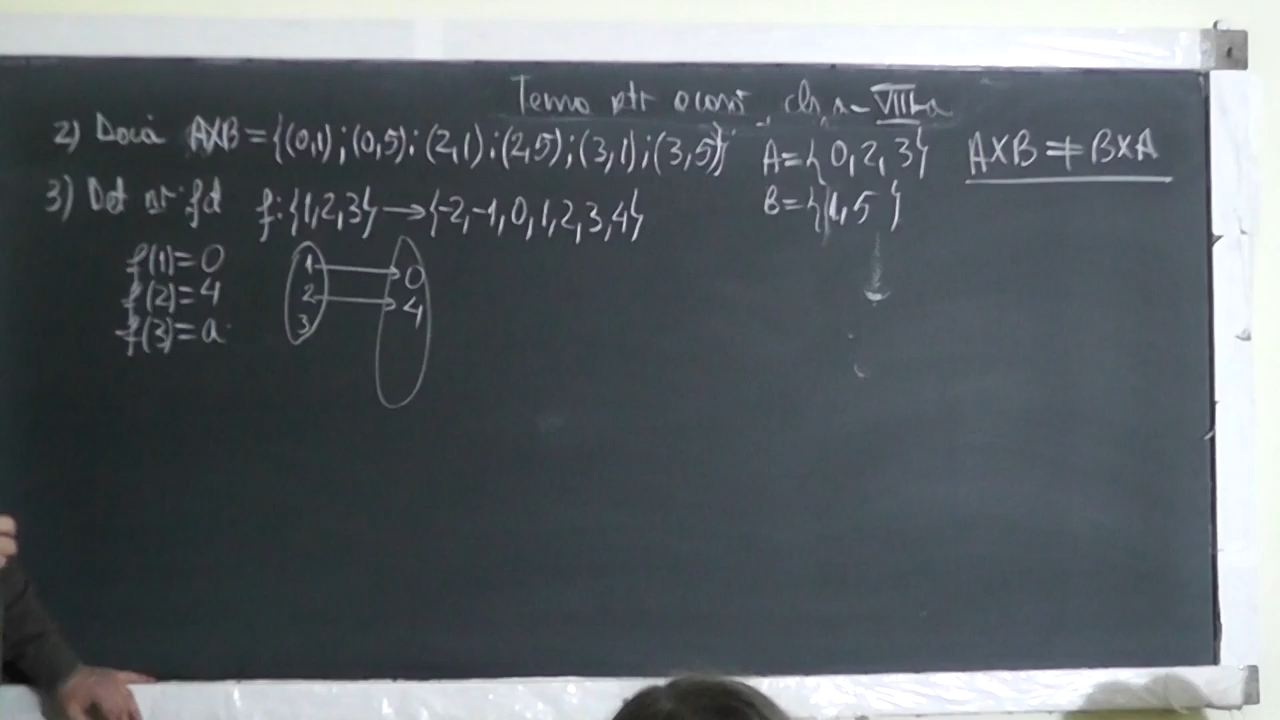 Tema ptr acasă, cls a-VIII-a
2) Dacă AXB={(0,1);(0,5);(2,1);(2,5);(3,1);(3,5)}. A={0,2,3} AXB≠BXA
B={1,5}
3) Det nr. f:{1,2,3}→{-2,-1,0,1,2,3,4}
f(1)=0
f(2)=4
f(3)=a
1 0
2 4
3